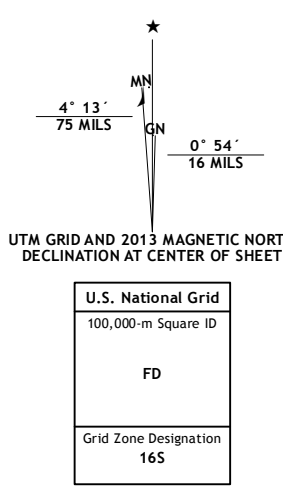 ★
MN
4° 13´
75 MILS
GN
0° 54´
16 MILS
UTM GRID AND 2013 MAGNETIC NORT
DECLINATION AT CENTER OF SHEET
U.S. National Grid
100,000-m Square ID
FD
Grid Zone Designation
16S